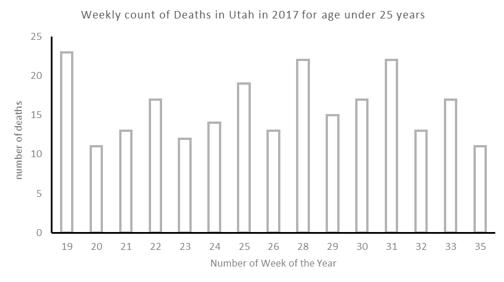 Weekly count of Deaths in Utah in 2017 for age under 25 years
number of deaths
25
20
15
10
5
0
19 20 21 22 23 24 25 26 28 29 30 31 32 33 35
Number of Week of the Year